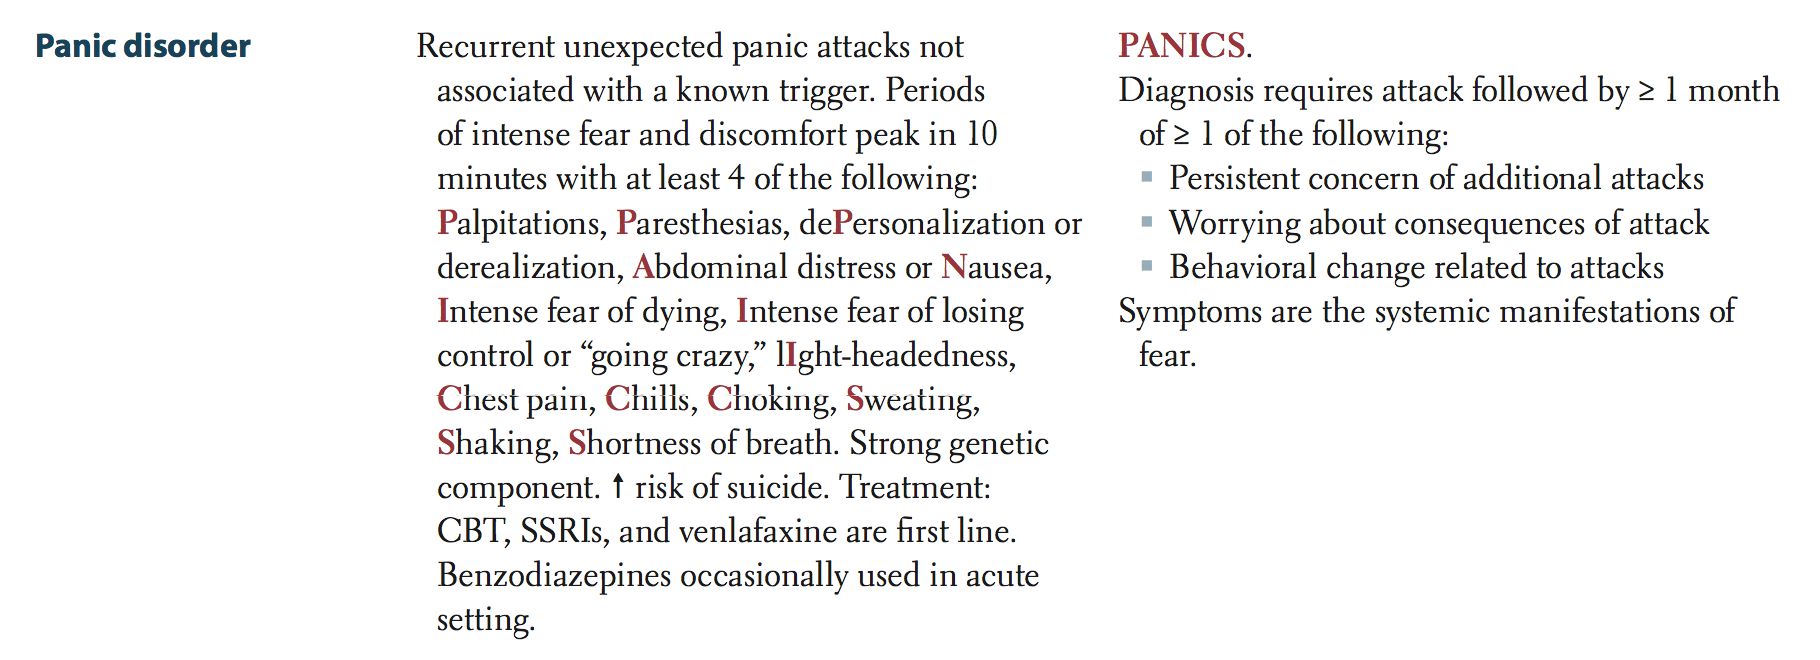 Panic disorder
Recurrent unexpected panic attacks not
associated with a known trigger. Periods
of intense fear and discomfort peak in 10
minutes with at least 4 of the following:
Palpitations, Paresthesias, dePersonalization or
derealization, Abdominal distress or Nausea,
Intense fear of dying, Intense fear of losing
control or “going crazy,” lIght-headedness,
Chest pain, Chills, Choking, Sweating,
Shaking, Shortness of breath. Strong genetic
component. ↑ risk of suicide. Treatment:
CBT, SSRIs, and venlafaxine are first line.
Benzodiazepines occasionally used in acute
setting.
PANICS.
Diagnosis requires attack followed by ≥ 1 month
of ≥ 1 of the following:
▪ Persistent concern of additional attacks
▪ Worrying about consequences of attack
▪ Behavioral change related to attacks
Symptoms are the systemic manifestations of
fear.